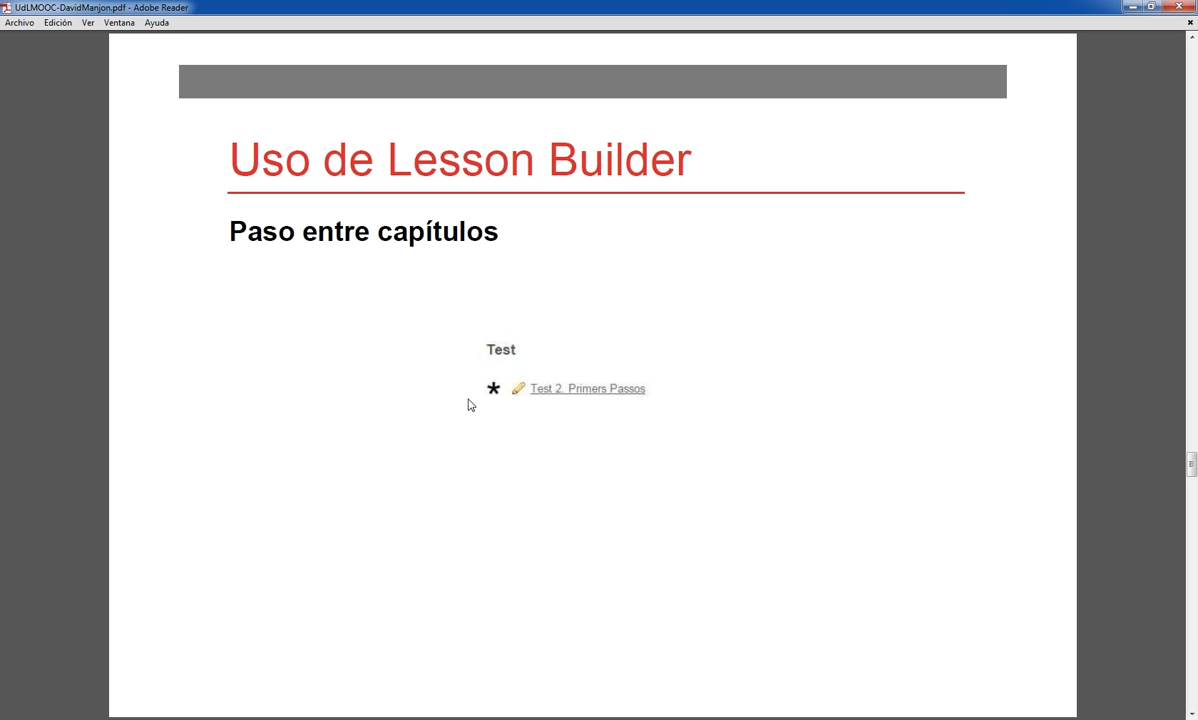 UdLMOOC-DavidManjon.pdf - Adobe Reader
Archivo Edición Ver Ventana Ayuda
Uso de Lesson Builder
Paso entre capítulos
Test
* Test 2. Primers Passos